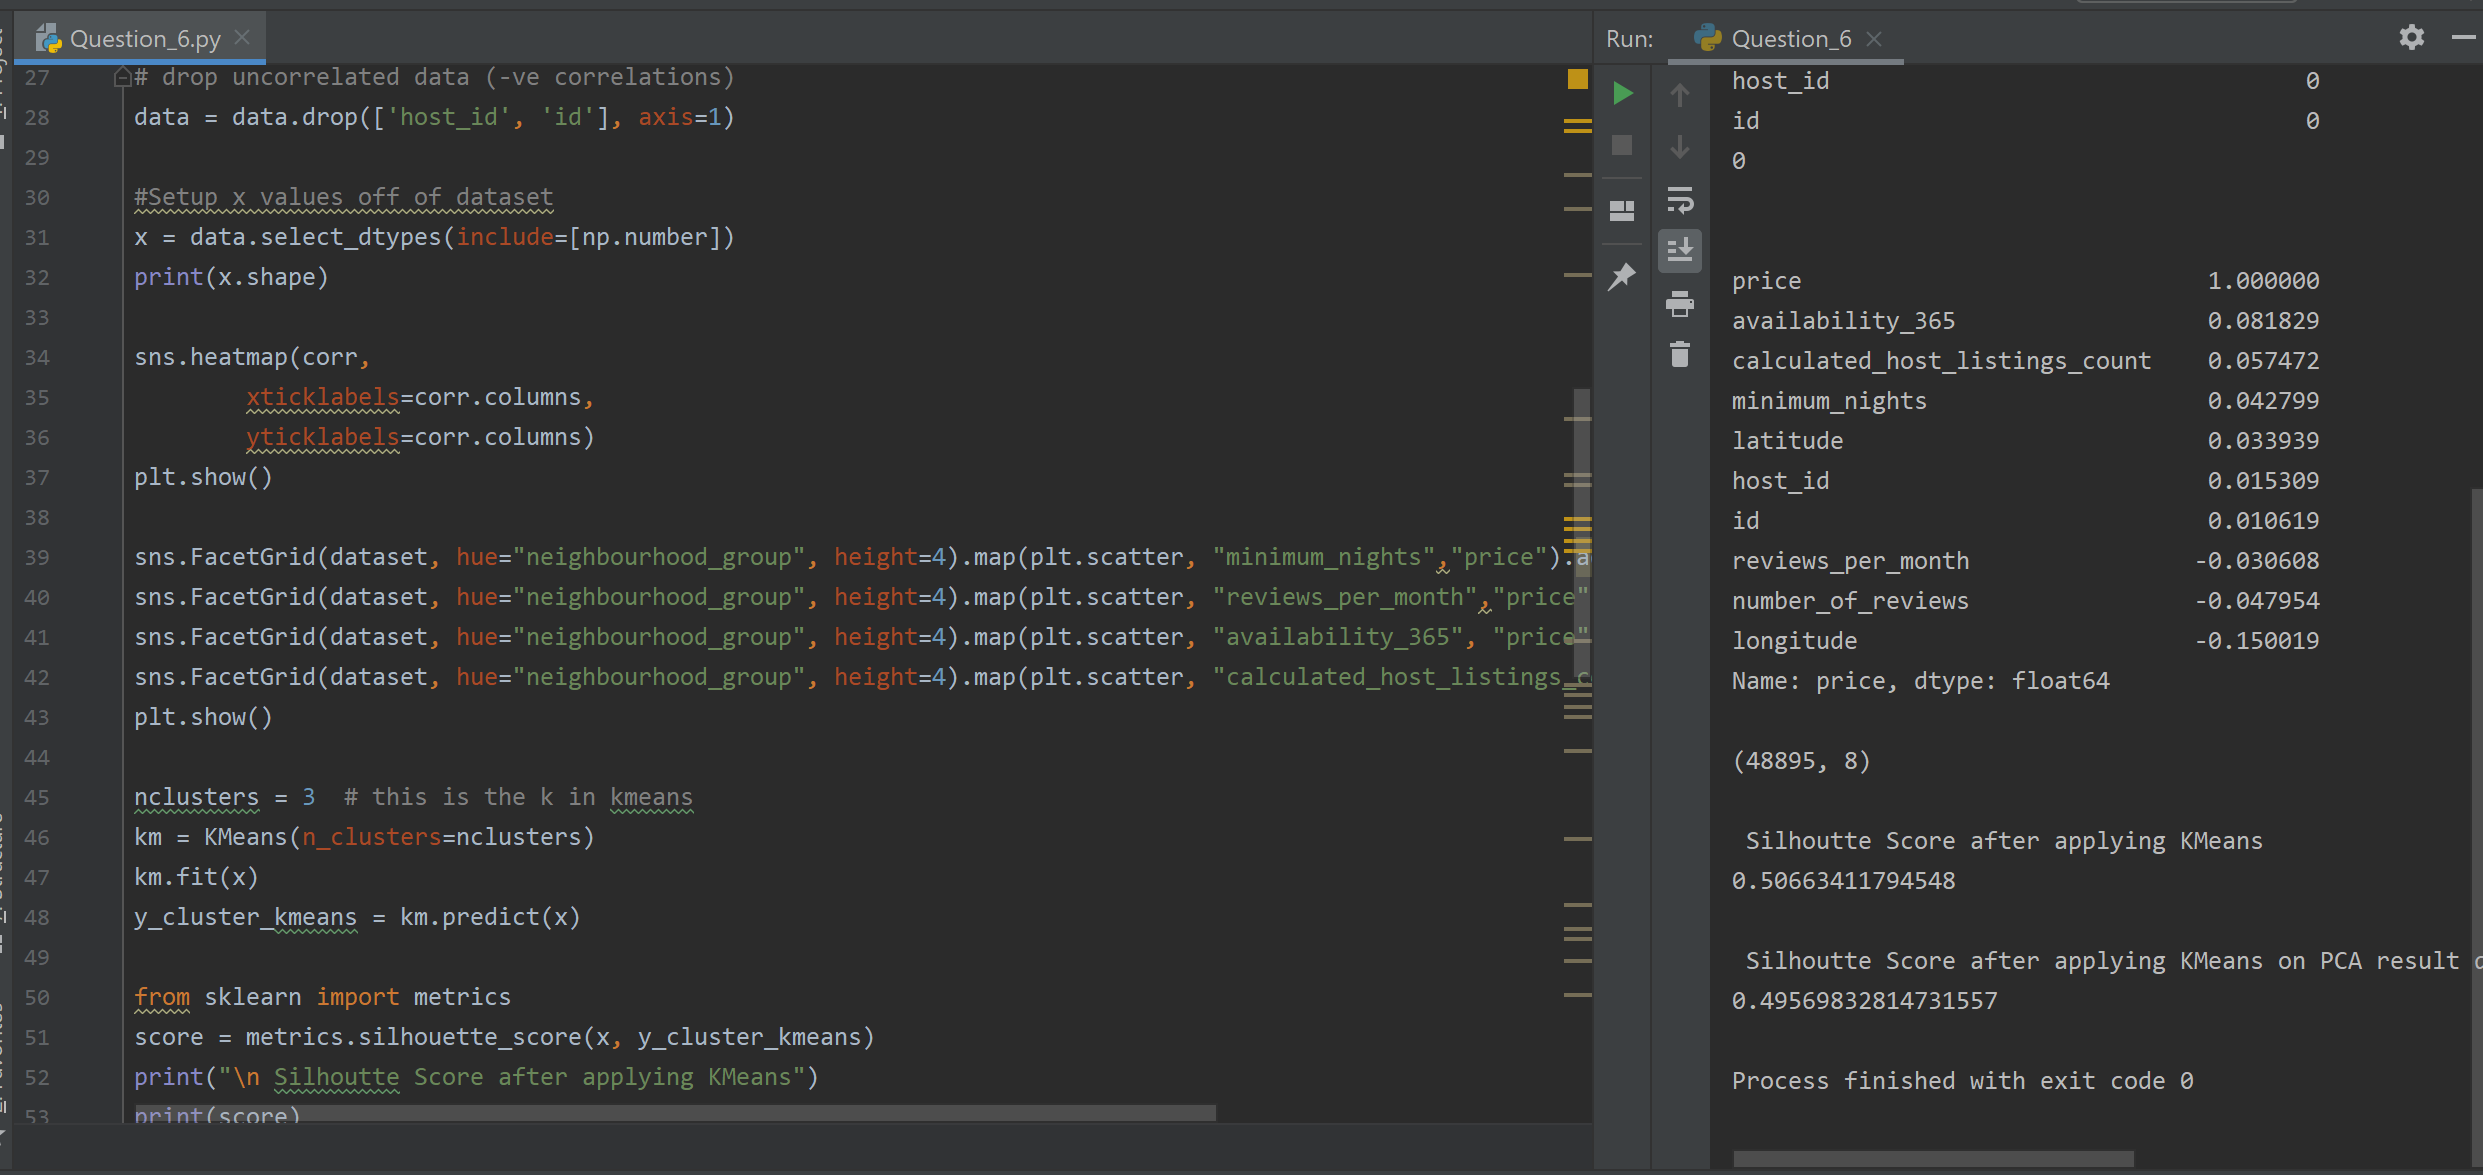 Question_6.py
27 # drop uncorrelated data (-ve correlations)
28 data = data.drop(['host_id', 'id'], axis=1)
29
30 #Setup x values off of dataset
31 x = data.select_dtypes(include=[np.number])
32 print(x.shape)
33
34 sns.heatmap(corr,
35 xticklabels=corr.columns,
36 yticklabels=corr.columns)
37 plt.show()
38
39 sns.FacetGrid(dataset, hue="neighbourhood_group", height=4).map(plt.scatter, "minimum_nights","price").a
40 sns.FacetGrid(dataset, hue="neighbourhood_group", height=4).map(plt.scatter, "reviews_per_month","price"
41 sns.FacetGrid(dataset, hue="neighbourhood_group", height=4).map(plt.scatter, "availability_365", "price"
42 sns.FacetGrid(dataset, hue="neighbourhood_group", height=4).map(plt.scatter, "calculated_host_listings_c
43 plt.show()
44
45 nclusters = 3  # this is the k in kmeans
46 km = KMeans(n_clusters=nclusters)
47 km.fit(x)
48 y_cluster_kmeans = km.predict(x)
49
50 from sklearn import metrics
51 score = metrics.silhouette_score(x, y_cluster_kmeans)
52 print("\n Silhoutte Score after applying KMeans")
53 print(score)
Run: Question_6
host_id 0
id 0
0
price 1.000000
availability_365 0.081829
calculated_host_listings_count 0.057472
minimum_nights 0.042799
latitude 0.033939
host_id 0.015309
id 0.010619
reviews_per_month -0.030608
number_of_reviews -0.047954
longitude -0.150019
Name: price, dtype: float64
(48895, 8)
Silhoutte Score after applying KMeans
0.50663411794548
Silhoutte Score after applying KMeans on PCA result
0.49569832814731557
Process finished with exit code 0